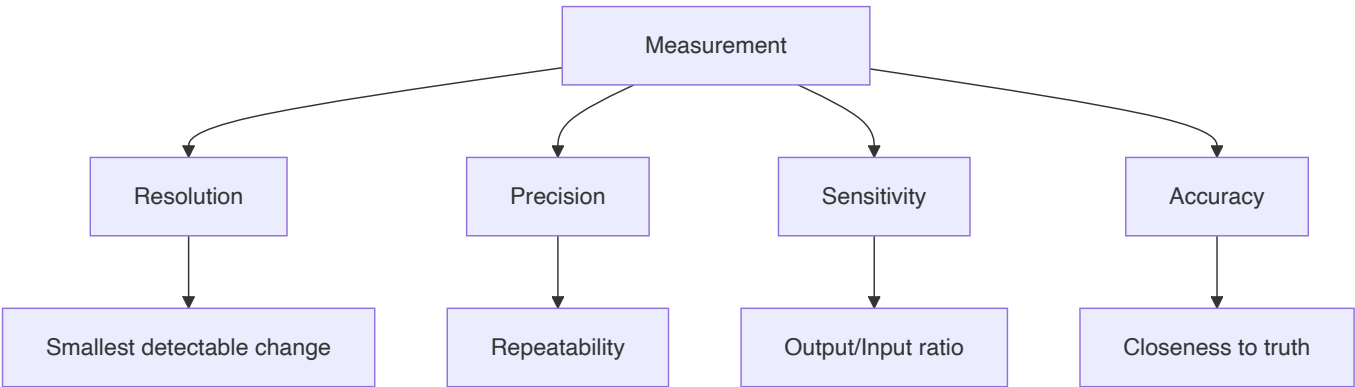 Measurement
Resolution
Precision
Sensitivity
Accuracy
Smallest detectable change
Repeatability
Output/Input ratio
Closeness to truth